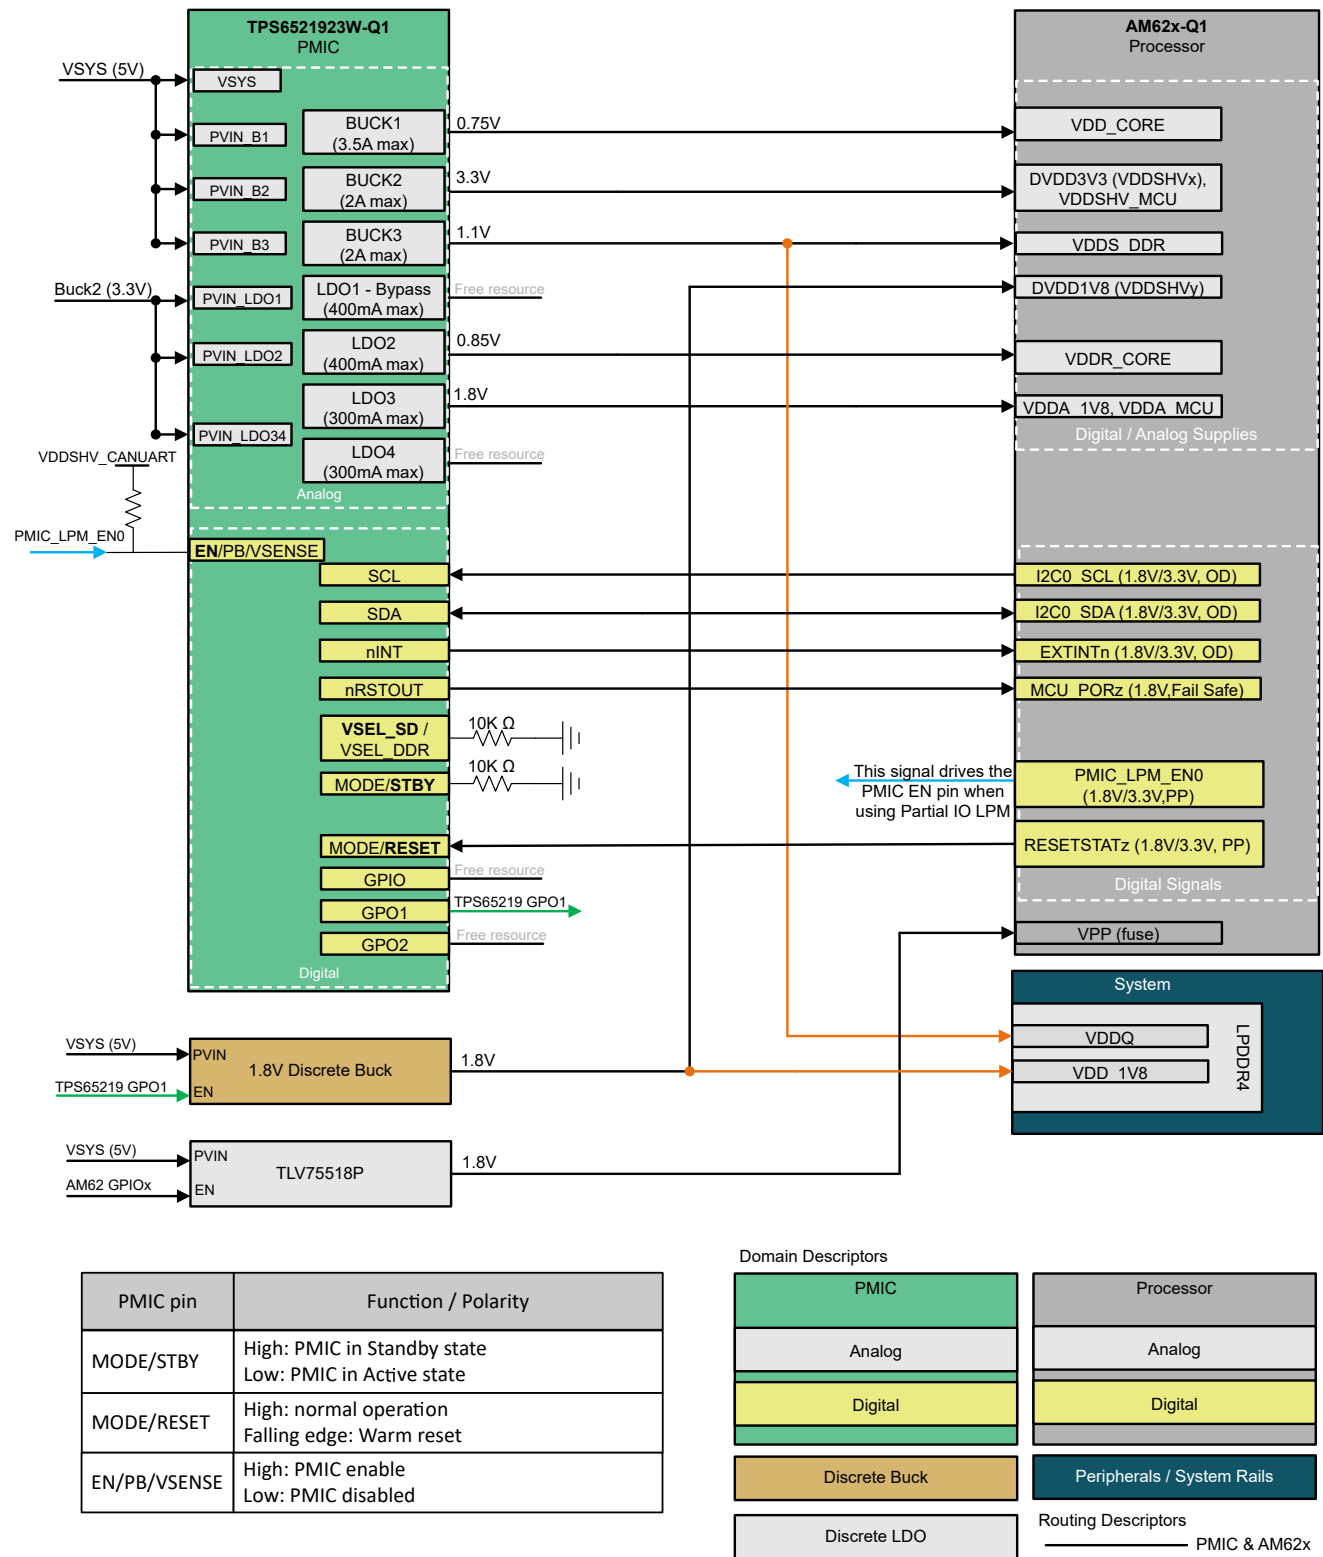 TPS6521923W-Q1
PMIC
AM62x-Q1
Processor
VSYS (5V)
VSYS
PVIN_B1
BUCK1
(3.5A max)
0.75V
VDD_CORE
PVIN_B2
BUCK2
(2A max)
3.3V
DVDD3V3 (VDDSHVx),
VDDSHV_MCU
PVIN_B3
BUCK3
(2A max)
1.1V
VDDS_DDR
Buck2 (3.3V)
PVIN_LDO1
LDO1 - Bypass
(400mA max)
Free resource
DVDD1V8 (VDDSHVy)
PVIN_LDO2
LDO2
(400mA max)
0.85V
VDDR_CORE
LDO3
(300mA max)
1.8V
VDDA_1V8, VDDA_MCU
PVIN_LDO34
Digital / Analog Supplies
LDO4
(300mA max)
Free resource
Analog
VDDSHV_CANUART
PMIC_LPM_EN0
EN/PB/VSENSE
SCL
I2C0_SCL (1.8V/3.3V, OD)
SDA
I2C0_SDA (1.8V/3.3V, OD)
nINT
EXTINTn (1.8V/3.3V, OD)
nRSTOUT
MCU_PORz (1.8V,Fail Safe)
VSEL_SD /
VSEL_DDR
10K Ω
MODE/STBY
10K Ω
This signal drives the
PMIC EN pin when
using Partial IO LPM
PMIC_LPM_EN0
(1.8V/3.3V,PP)
MODE/RESET
RESETSTATz (1.8V/3.3V, PP)
GPIO
Free resource
Digital Signals
GPO1
TPS65219 GPO1
GPO2
Free resource
VPP (fuse)
Digital
System
VSYS (5V)
PVIN
1.8V Discrete Buck
1.8V
TPS65219 GPO1
EN
VDDQ
VDD_1V8
LPDDR4
VSYS (5V)
PVIN
TLV75518P
1.8V
AM62 GPIOx
EN
PMIC pin
Function / Polarity
MODE/STBY
High: PMIC in Standby state
Low: PMIC in Active state
MODE/RESET
High: normal operation
Falling edge: Warm reset
EN/PB/VSENSE
High: PMIC enable
Low: PMIC disabled
Domain Descriptors
PMIC
Analog
Digital
Processor
Analog
Digital
Discrete Buck
Peripherals / System Rails
Discrete LDO
Routing Descriptors
PMIC & AM62x